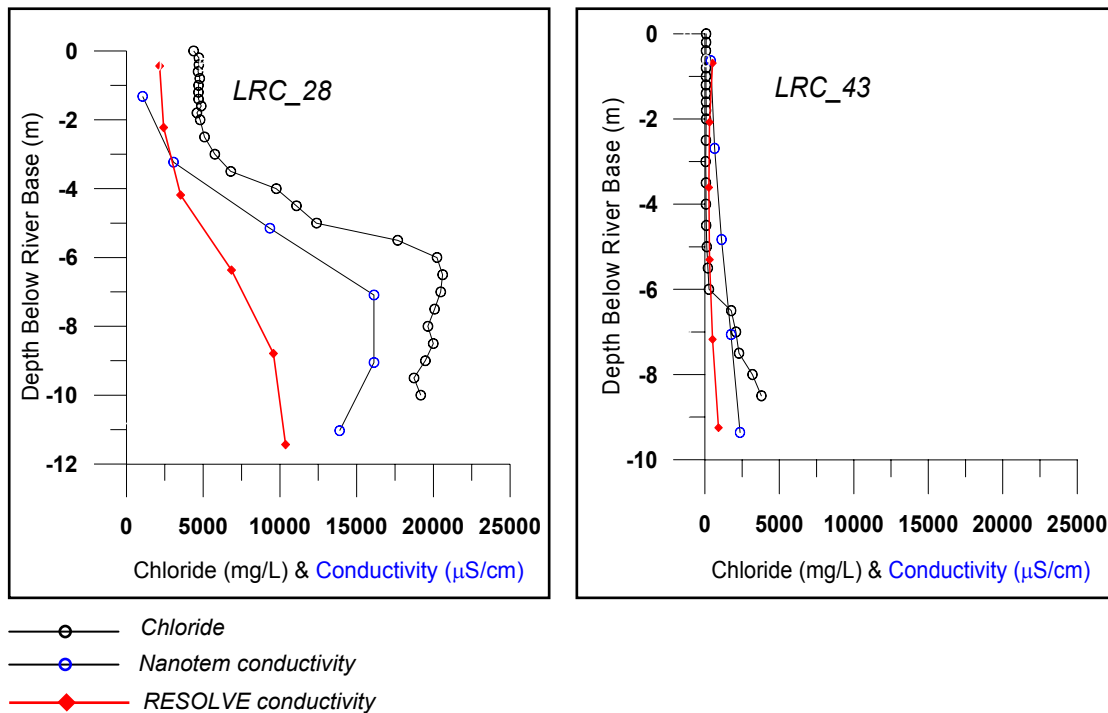 LRC_28
Depth Below River Base (m)
0
-2
-4
-6
-8
-10
-12
0 5000 10000 15000 20000 25000
Chloride (mg/L) & Conductivity (µS/cm)
LRC_43
Depth Below River Base (m)
0
-2
-4
-6
-8
-10
0 5000 10000 15000 20000 25000
Chloride (mg/L) & Conductivity (µS/cm)
Chloride
Nanotem conductivity
RESOLVE conductivity